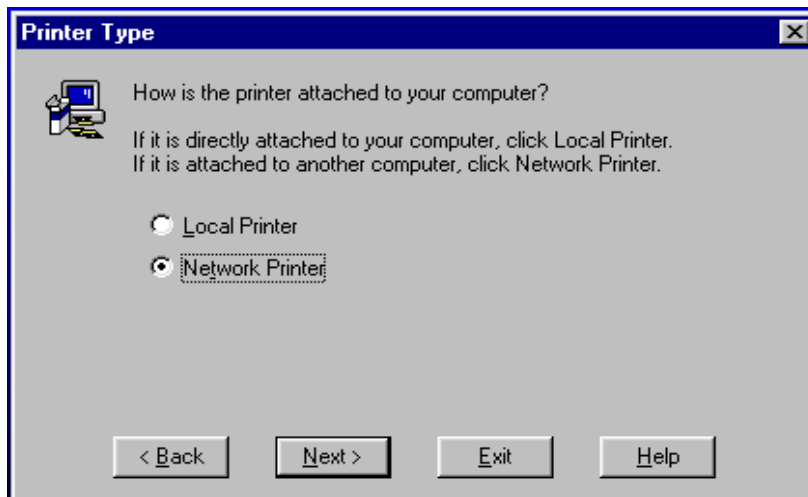 Printer Type
How is the printer attached to your computer?
If it is directly attached to your computer, click Local Printer.
If it is attached to another computer, click Network Printer.
Local Printer
Network Printer
< Back Next > Exit Help